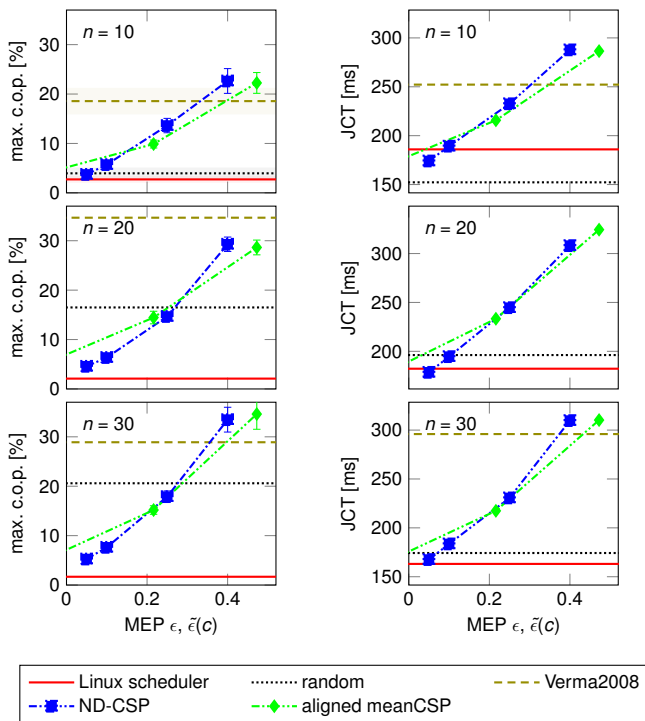 n = 10
max. c.o.p. [%]
30
20
10
0
n = 10
JCT [ms]
300
250
200
150
n = 20
max. c.o.p. [%]
30
20
10
0
n = 20
JCT [ms]
300
250
200
150
n = 30
max. c.o.p. [%]
30
20
10
0
0 0.2 0.4
MEP ϵ, ϵ̃(c)
n = 30
JCT [ms]
300
250
200
150
0 0.2 0.4
MEP ϵ, ϵ̃(c)
Linux scheduler random Verma2008
ND-CSP aligned meanCSP